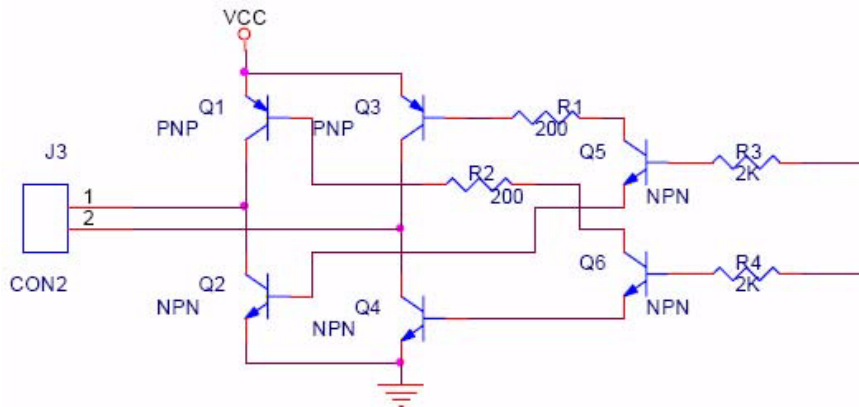 VCC
Q1
PNP
Q3
PNP
R1
200
J3
Q5
R3
2K
1
2
R2
200
NPN
CON2
Q2
NPN
Q4
NPN
Q6
R4
2K
NPN